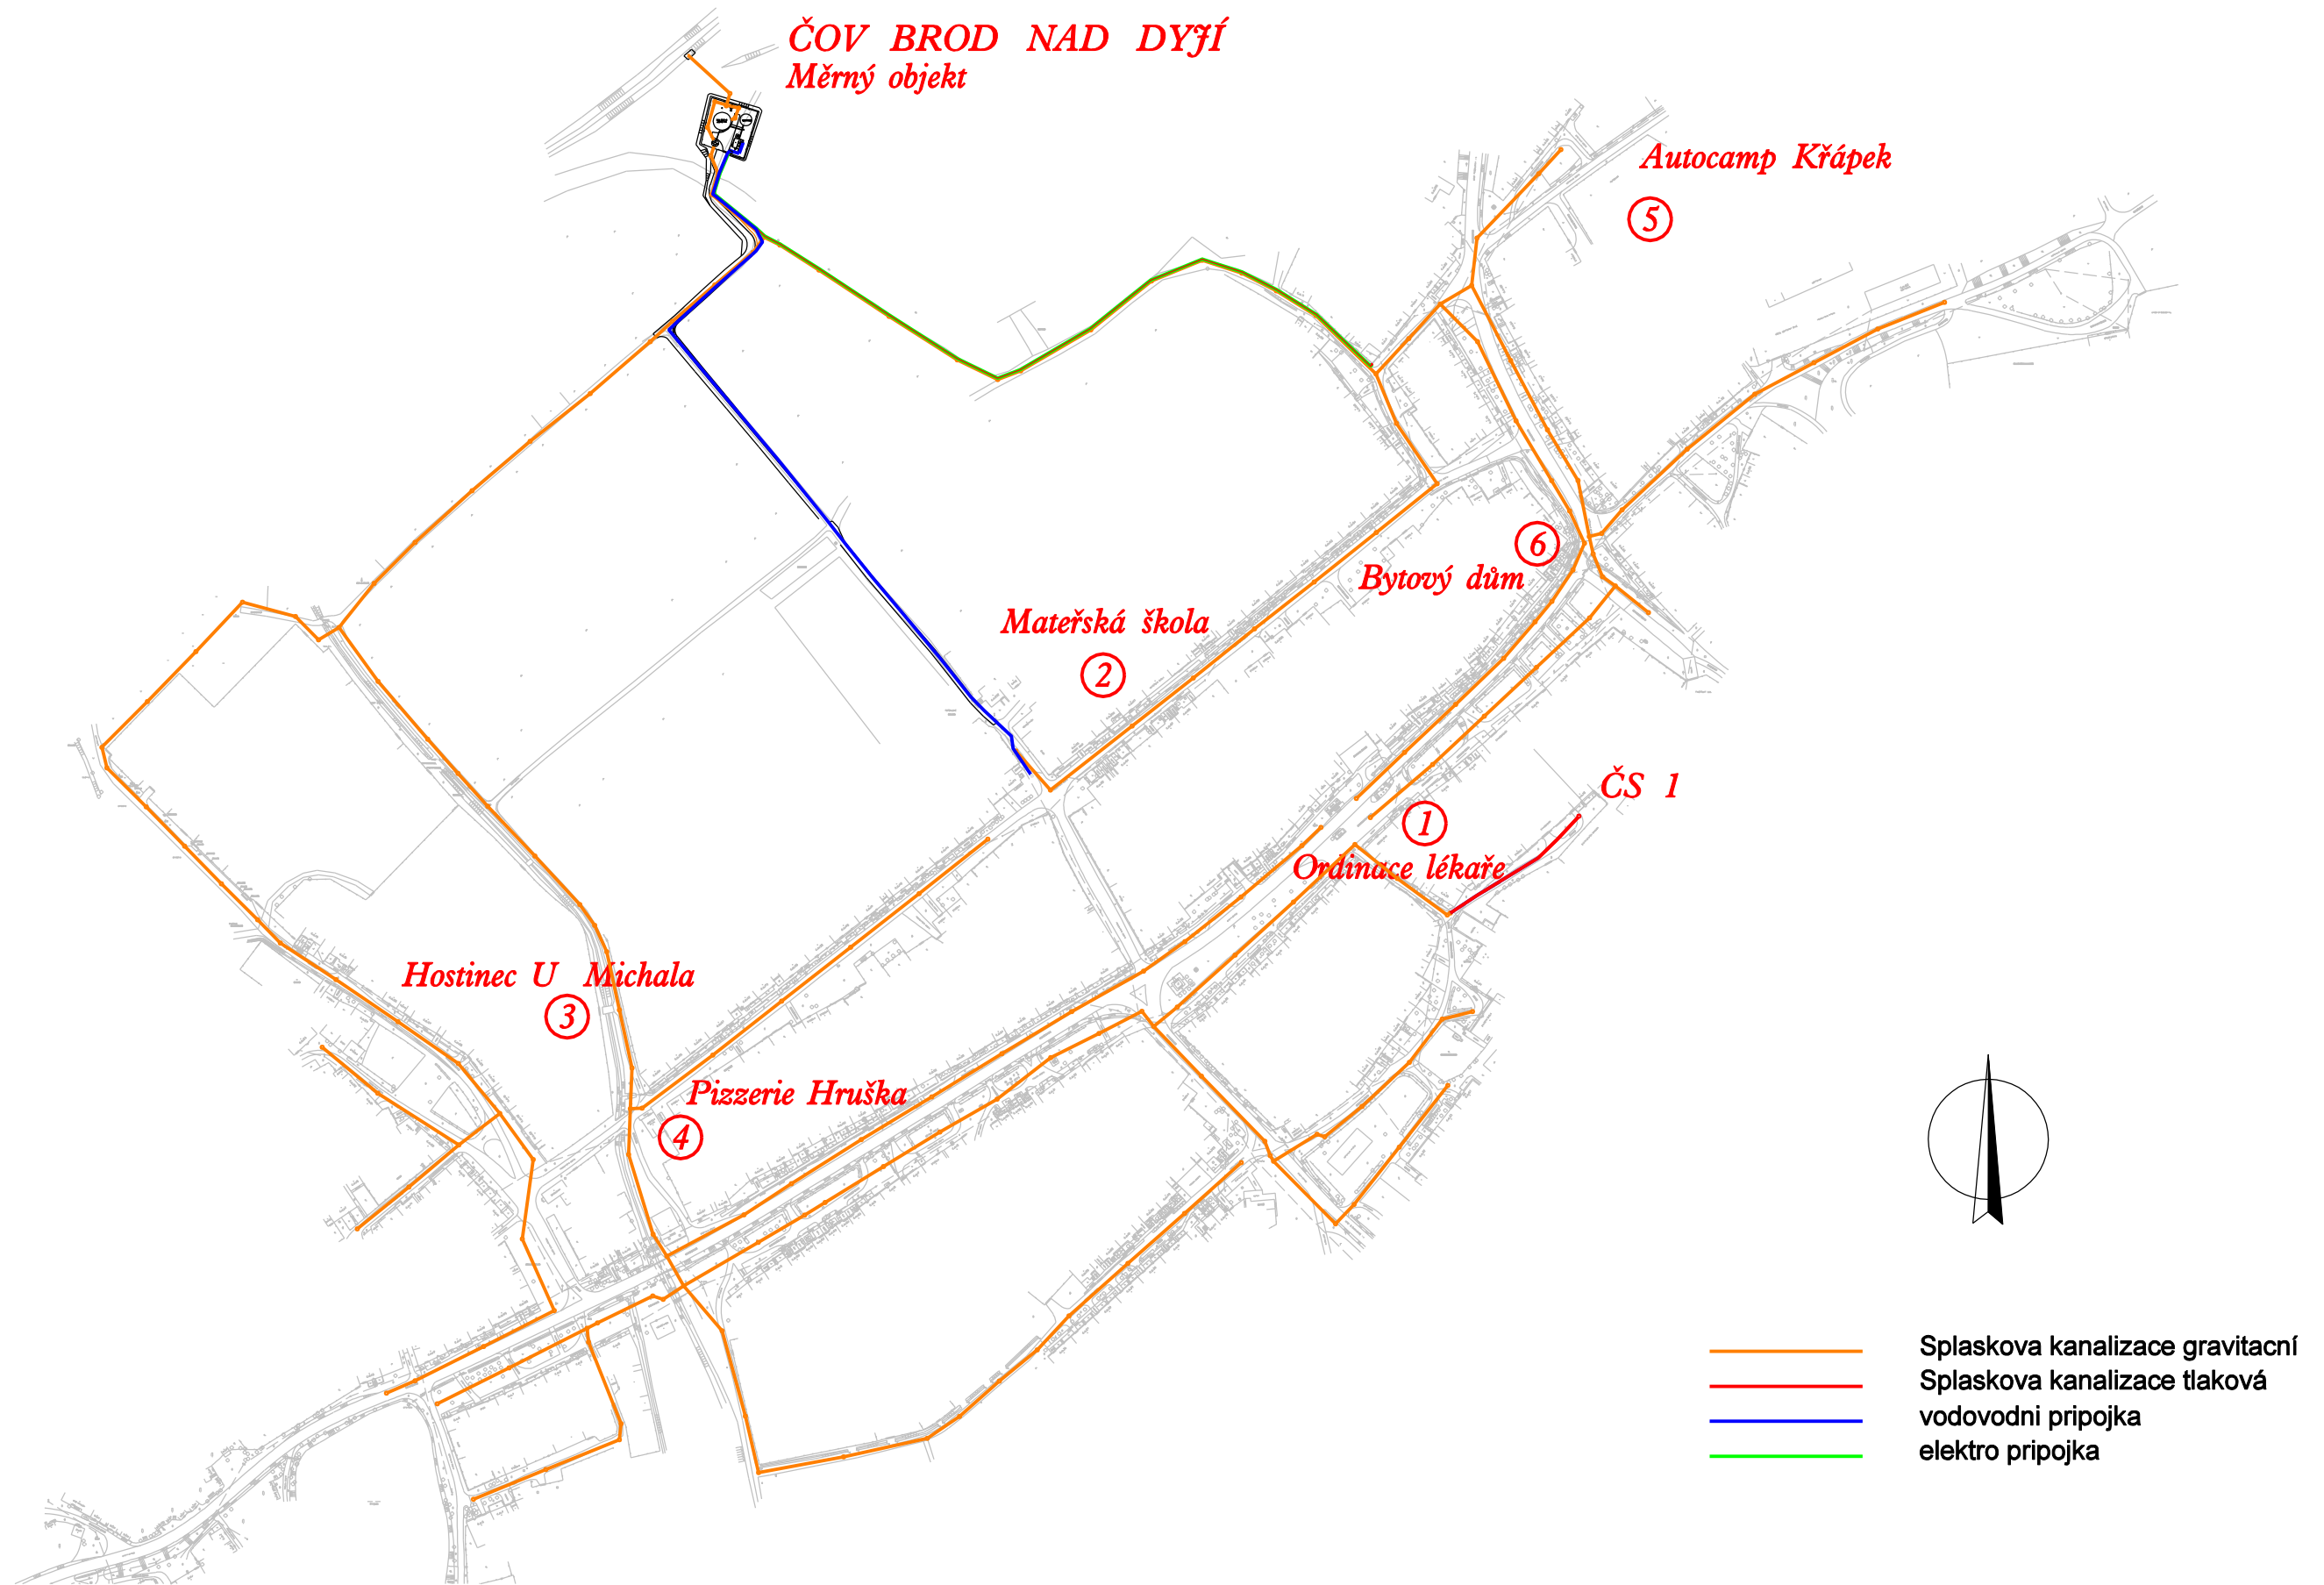 ČOV BROD NAD DYJÍ
Měrný objekt
Autocamp Křápek
5
6
Bytový dům
Mateřská škola
2
ČS 1
1
Ordinace lékaře
Hostinec U Michala
3
Pizzerie Hruška
4
Splaskova kanalizace gravitacní
Splaskova kanalizace tlaková
vodovodni pripojka
elektro pripojka